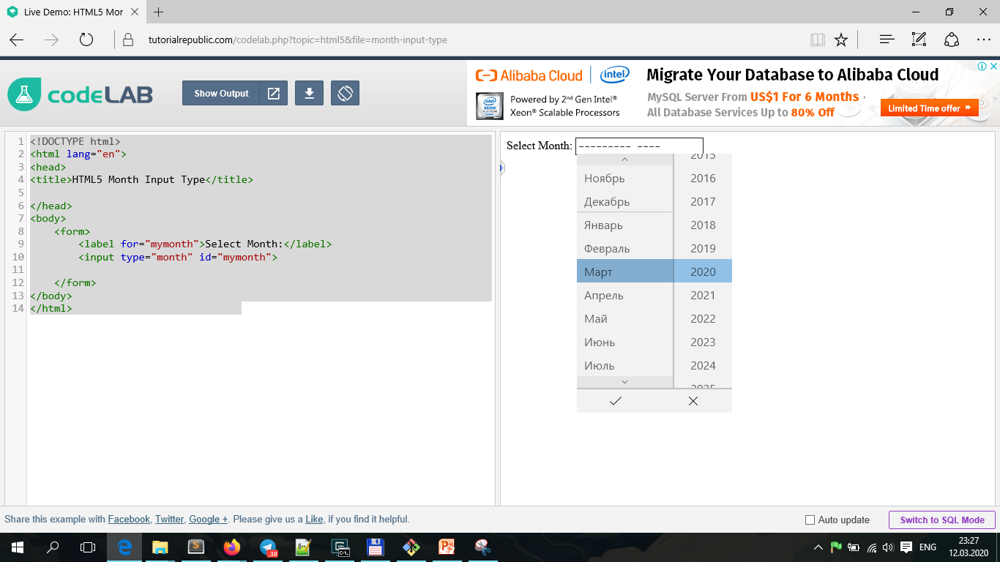 Live Demo: HTML5 Mor
tutorialrepublic.com/codelab.php?topic=html5&file=month-input-type
codeLAB
Show Output
Alibaba Cloud
intel
XEON
PLATINUM
inside
Powered by 2nd Gen Intel®
Xeon® Scalable Processors
Migrate Your Database to Alibaba Cloud
MySQL Server From US$1 For 6 Months
All Database Services Up to 80% Off
Limited Time offer
1 <!DOCTYPE html>
2 <html lang="en">
3 <head>
4 <title>HTML5 Month Input Type</title>
5
6 </head>
7 <body>
8     <form>
9         <label for="mymonth">Select Month:</label>
10         <input type="month" id="mymonth">
11
12     </form>
13 </body>
14 </html>
Select Month: --------- ----
2015
Ноябрь 2016
Декабрь 2017
Январь 2018
Февраль 2019
Март 2020
Апрель 2021
Май 2022
Июнь 2023
Июль 2024
2025
Share this example with Facebook, Twitter, Google +. Please give us a Like, if you find it helpful.
Auto update
Switch to SQL Mode
38
C:\
ENG
23:27
12.03.2020